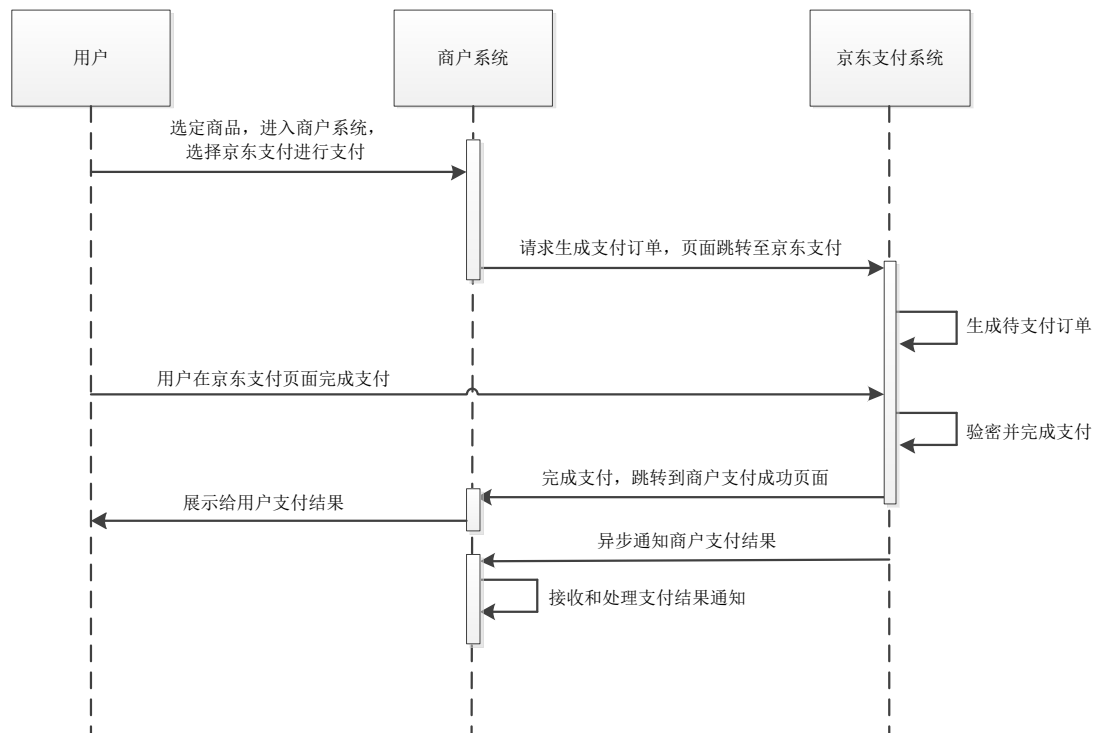 用户
商户系统
京东支付系统
选定商品，进入商户系统，
选择京东支付进行支付
请求生成支付订单，页面跳转至京东支付
生成待支付订单
用户在京东支付页面完成支付
验密并完成支付
完成支付，跳转到商户支付成功页面
展示给用户支付结果
异步通知商户支付结果
接收和处理支付结果通知